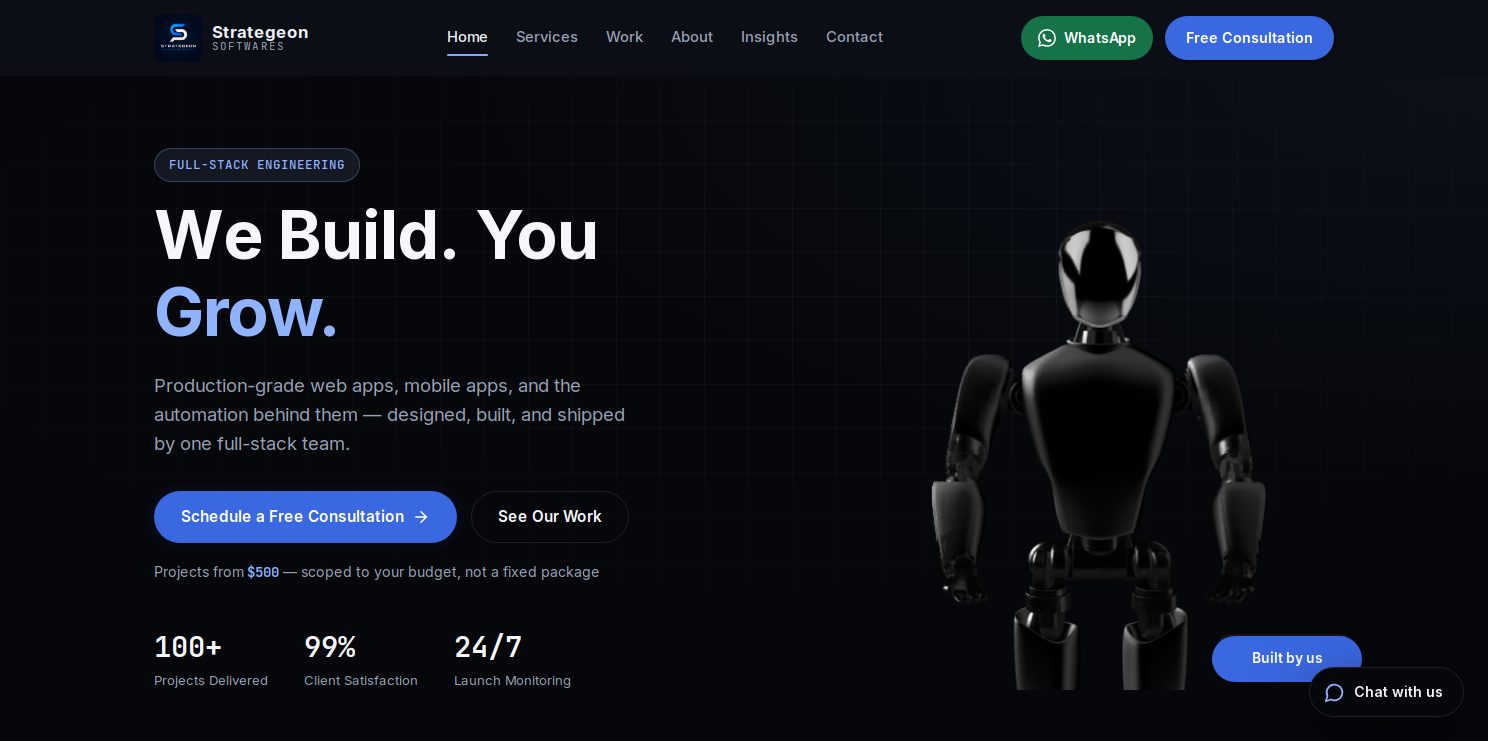 STRATEGEON
Strategeon
SOFTWARES
Home
Services
Work
About
Insights
Contact
WhatsApp
Free Consultation
FULL-STACK ENGINEERING
We Build. You
Grow.
Production-grade web apps, mobile apps, and the
automation behind them — designed, built, and shipped
by one full-stack team.
Schedule a Free Consultation
See Our Work
Projects from $500 — scoped to your budget, not a fixed package
100+
Projects Delivered
99%
Client Satisfaction
24/7
Launch Monitoring
Built by us
Chat with us